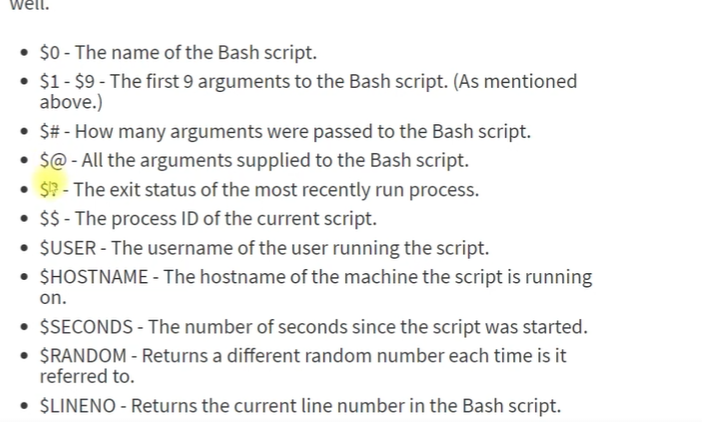 well.
$0 - The name of the Bash script.
$1 - $9 - The first 9 arguments to the Bash script. (As mentioned
above.)
$# - How many arguments were passed to the Bash script.
$@ - All the arguments supplied to the Bash script.
$? - The exit status of the most recently run process.
$$ - The process ID of the current script.
$USER - The username of the user running the script.
$HOSTNAME - The hostname of the machine the script is running
on.
$SECONDS - The number of seconds since the script was started.
$RANDOM - Returns a different random number each time is it
referred to.
$LINENO - Returns the current line number in the Bash script.